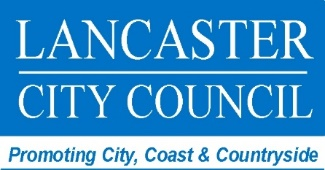 LANCASTER
CITY COUNCIL
Promoting City, Coast & Countryside